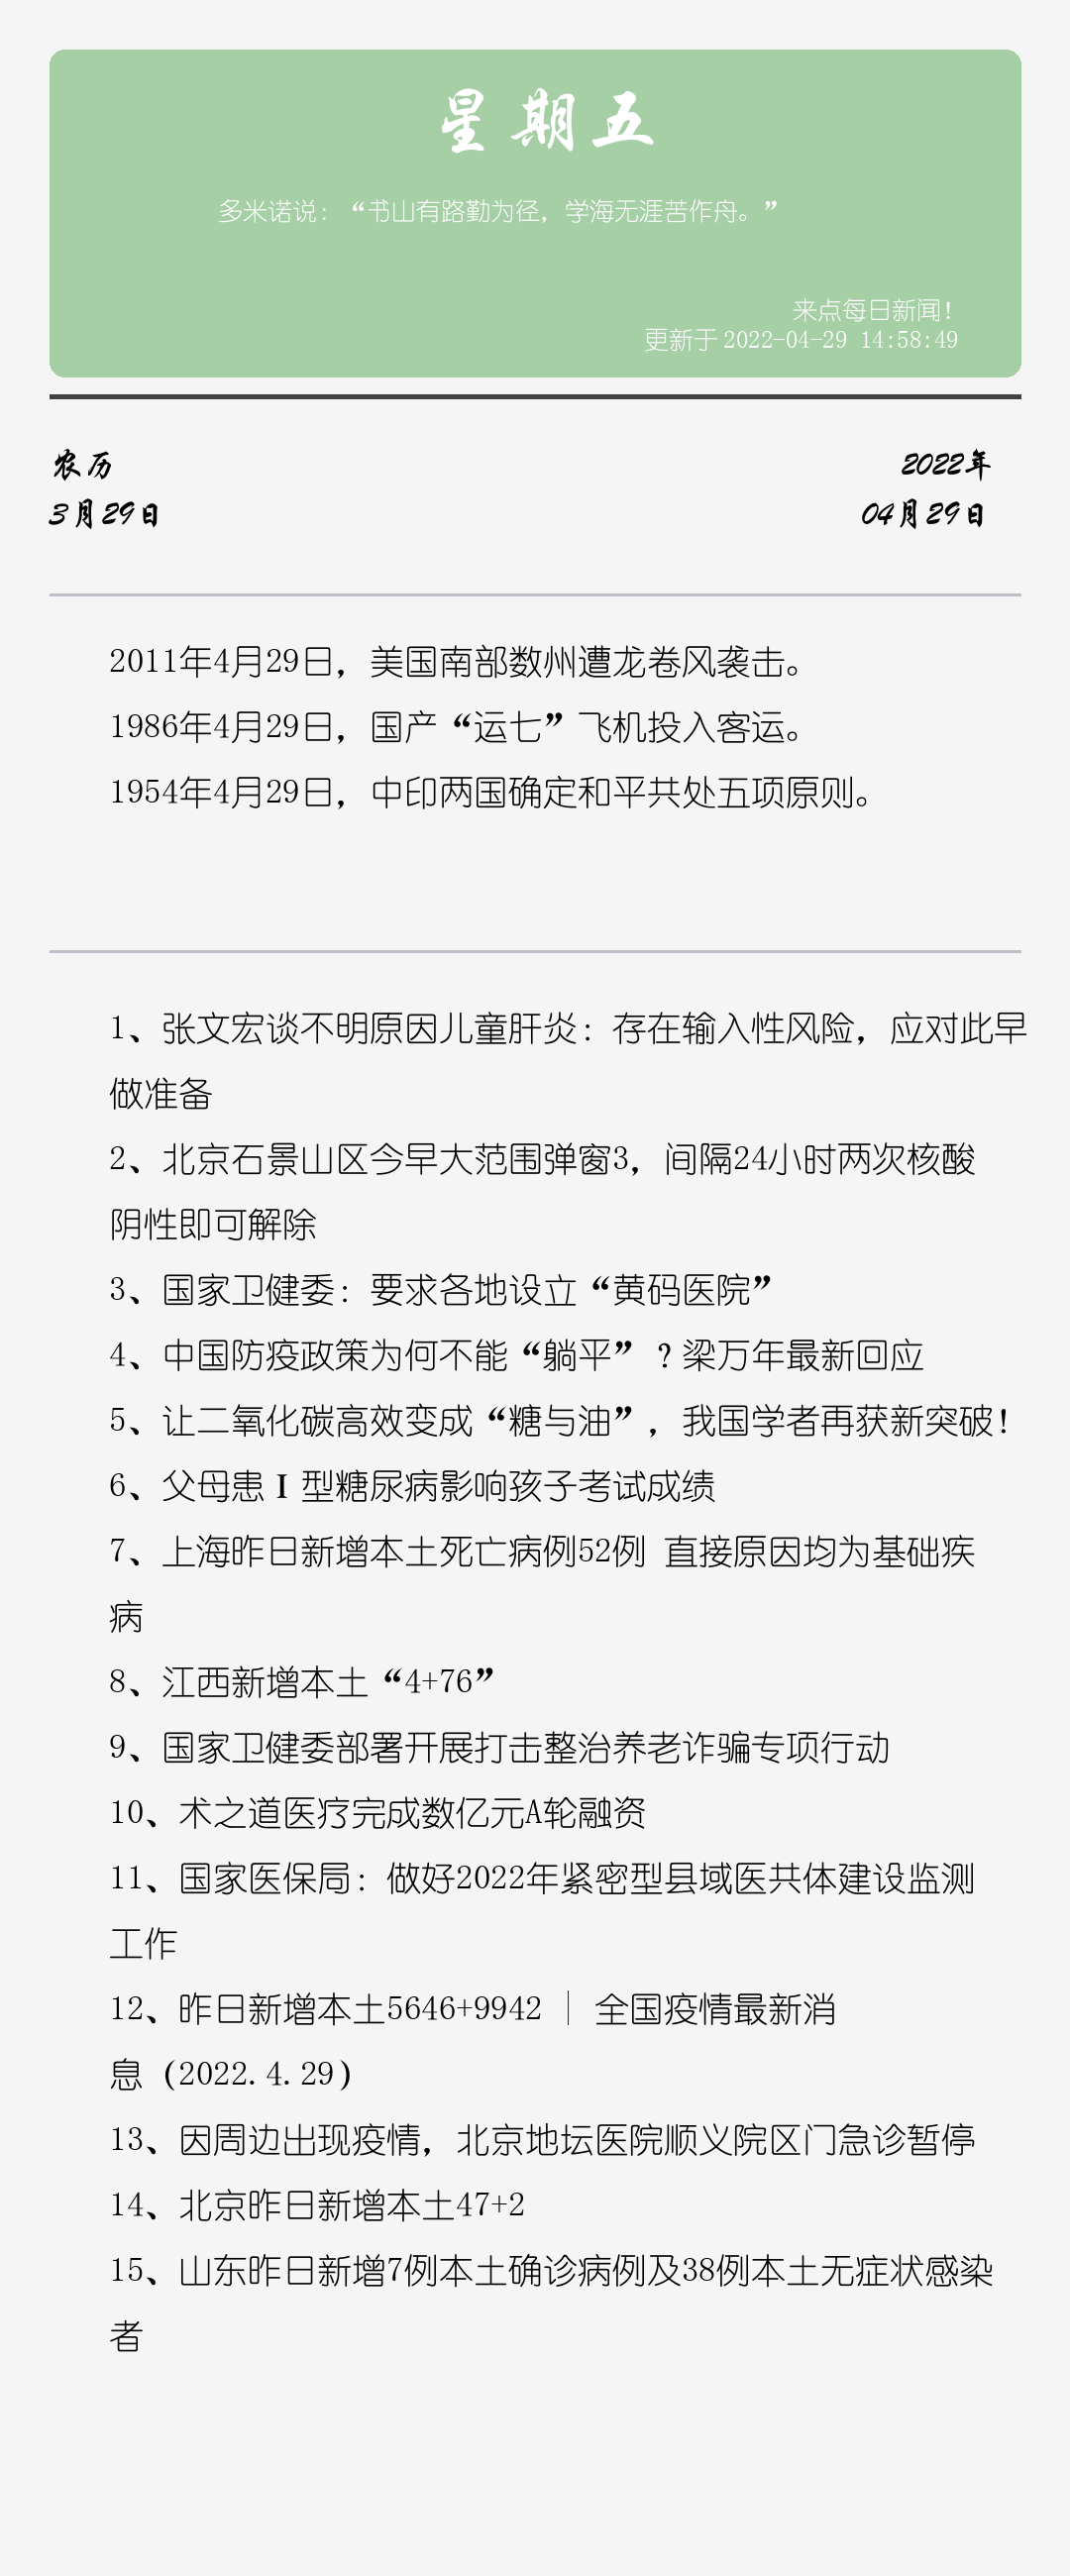 星期五
多米诺说：“书山有路勤为径，学海无涯苦作舟。”
来点每日新闻！
更新于 2022-04-29 14:58:49
农历
2022年
3月29日
04月29日
2011年4月29日，美国南部数州遭龙卷风袭击。
1986年4月29日，国产“运七”飞机投入客运。
1954年4月29日，中印两国确定和平共处五项原则。
1、张文宏谈不明原因儿童肝炎：存在输入性风险，应对此早
做准备
2、北京石景山区今早大范围弹窗3，间隔24小时两次核酸
阴性即可解除
3、国家卫健委：要求各地设立“黄码医院”
4、中国防疫政策为何不能“躺平”？梁万年最新回应
5、让二氧化碳高效变成“糖与油”，我国学者再获新突破！
6、父母患Ⅰ型糖尿病影响孩子考试成绩
7、上海昨日新增本土死亡病例52例 直接原因均为基础疾
病
8、江西新增本土“4+76”
9、国家卫健委部署开展打击整治养老诈骗专项行动
10、术之道医疗完成数亿元A轮融资
11、国家医保局：做好2022年紧密型县域医共体建设监测
工作
12、昨日新增本土5646+9942 │ 全国疫情最新消
息（2022.4.29）
13、因周边出现疫情，北京地坛医院顺义院区门急诊暂停
14、北京昨日新增本土47+2
15、山东昨日新增7例本土确诊病例及38例本土无症状感染
者